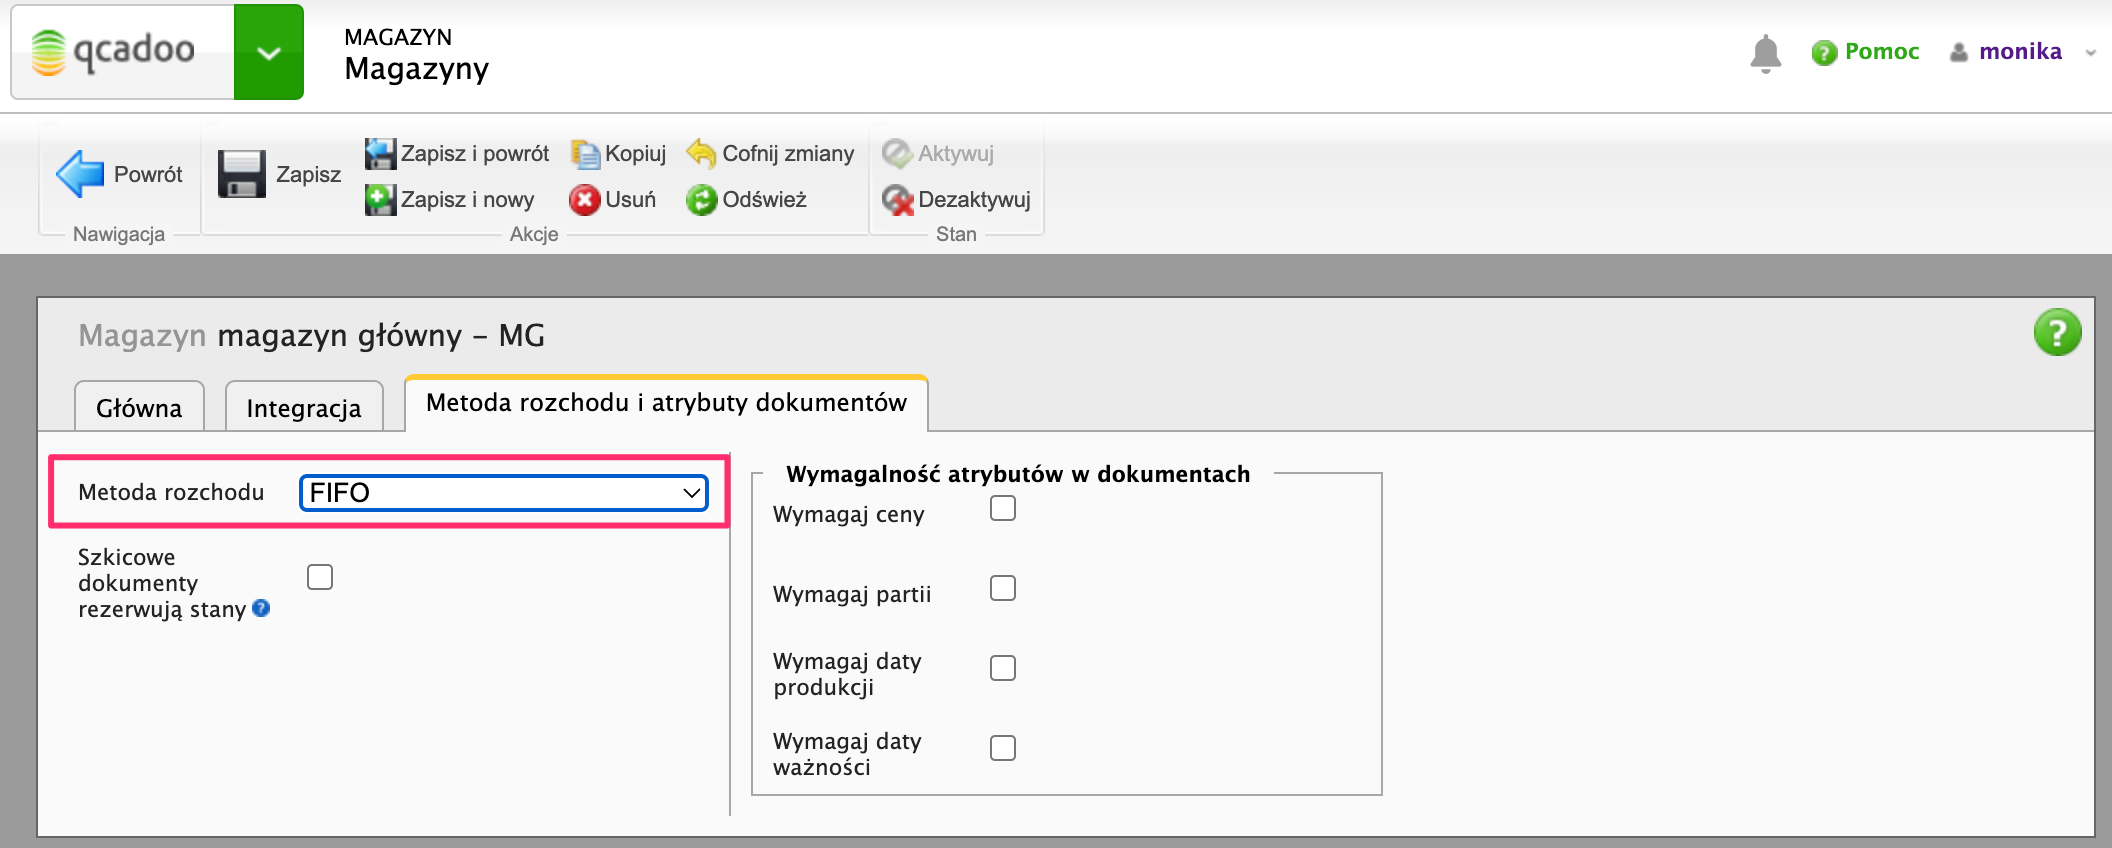 qcadoo
MAGAZYN
Magazyny
Pomoc
monika
Powrót
Nawigacja
Zapisz
Zapisz i powrót
Kopiuj
Cofnij zmiany
Zapisz i nowy
Usuń
Odśwież
Akcje
Aktywuj
Dezaktywuj
Stan
Magazyn magazyn główny – MG
Główna
Integracja
Metoda rozchodu i atrybuty dokumentów
Metoda rozchodu
FIFO
Szkicowe
dokumenty
rezerwują stany
Wymagalność atrybutów w dokumentach
Wymagaj ceny
Wymagaj partii
Wymagaj daty
produkcji
Wymagaj daty
ważności